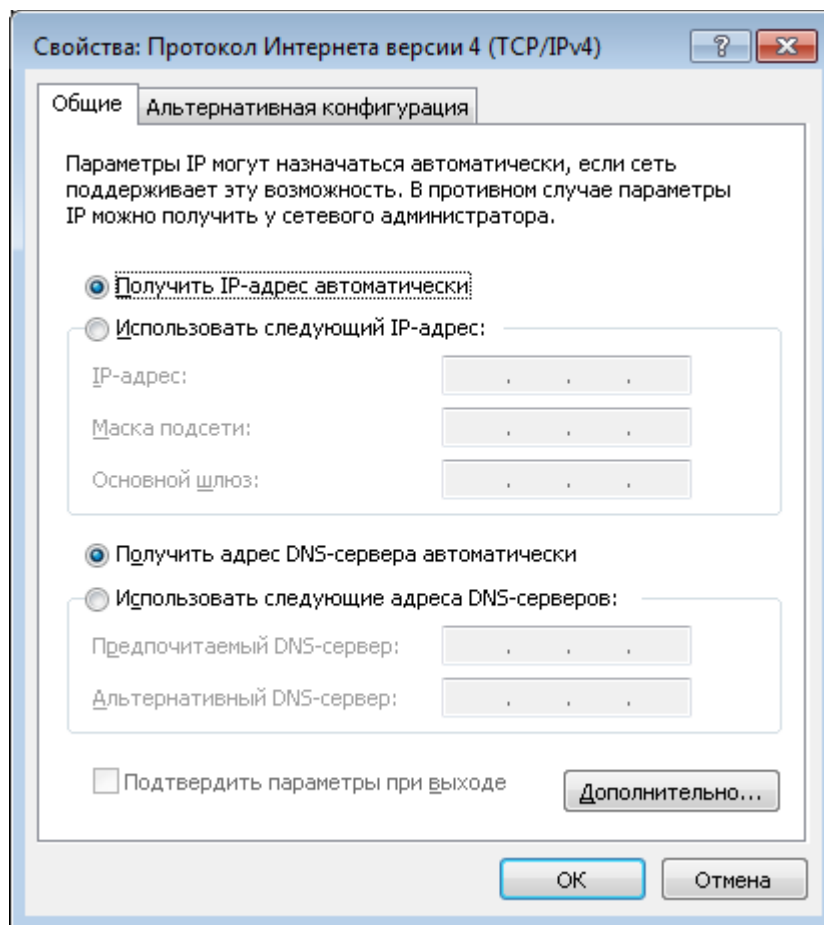 Свойства: Протокол Интернета версии 4 (TCP/IPv4)
Общие
Альтернативная конфигурация
Параметры IP могут назначаться автоматически, если сеть
поддерживает эту возможность. В противном случае параметры
IP можно получить у сетевого администратора.
Получить IP-адрес автоматически
Использовать следующий IP-адрес:
IP-адрес:
Маска подсети:
Основной шлюз:
Получить адрес DNS-сервера автоматически
Использовать следующие адреса DNS-серверов:
Предпочитаемый DNS-сервер:
Альтернативный DNS-сервер:
Подтвердить параметры при выходе
Дополнительно...
ОК
Отмена